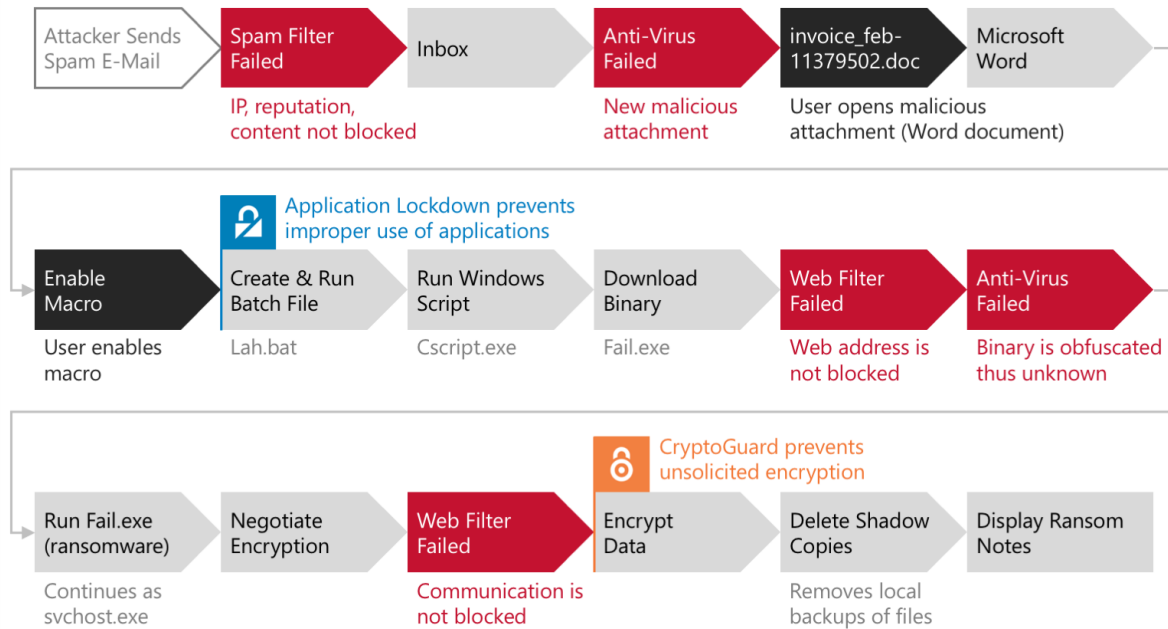 Attacker Sends
Spam E-Mail
Spam Filter
Failed
IP, reputation,
content not blocked
Inbox
Anti-Virus
Failed
New malicious
attachment
invoice_feb-
11379502.doc
User opens malicious
attachment (Word document)
Microsoft
Word
Enable
Macro
User enables
macro
Application Lockdown prevents
improper use of applications
Create & Run
Batch File
Lah.bat
Run Windows
Script
Cscript.exe
Download
Binary
Fail.exe
Web Filter
Failed
Web address is
not blocked
Anti-Virus
Failed
Binary is obfuscated
thus unknown
Run Fail.exe
(ransomware)
Continues as
svchost.exe
Negotiate
Encryption
Web Filter
Failed
Communication is
not blocked
CryptoGuard prevents
unsolicited encryption
Encrypt
Data
Delete Shadow
Copies
Removes local
backups of files
Display Ransom
Notes